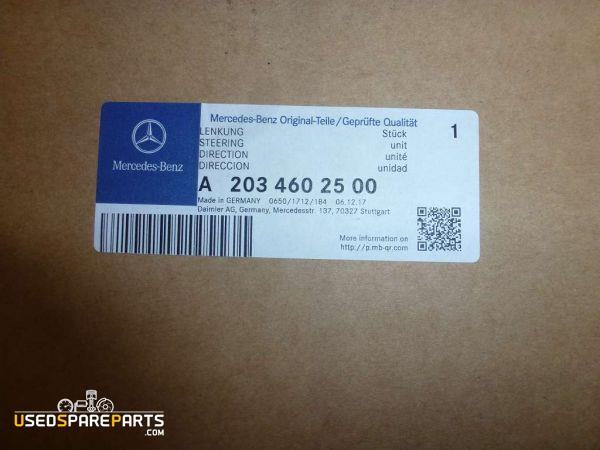 Mercedes-Benz
Mercedes-Benz Original-Teile/Geprüfte Qualität
LENKUNG Stück 1
STEERING unit
DIRECTION unité
DIRECCION unidad
A 203 460 25 00
Made in GERMANY 0650/1712/1B4 06.12.17
Daimler AG, Germany, Mercedesstr. 137, 70327 Stuttgart
More information on
http://p.mb-qr.com
USEDSPAREPARTS
.COM